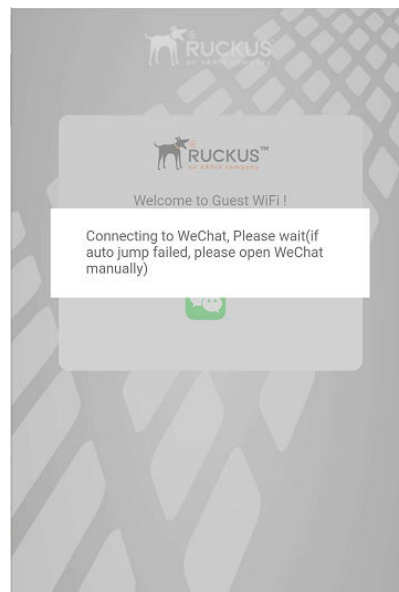 RUCKUS
an ARRIS company
RUCKUS™
an ARRIS company
Welcome to Guest WiFi !
Connecting to WeChat, Please wait(if
auto jump failed, please open WeChat
manually)